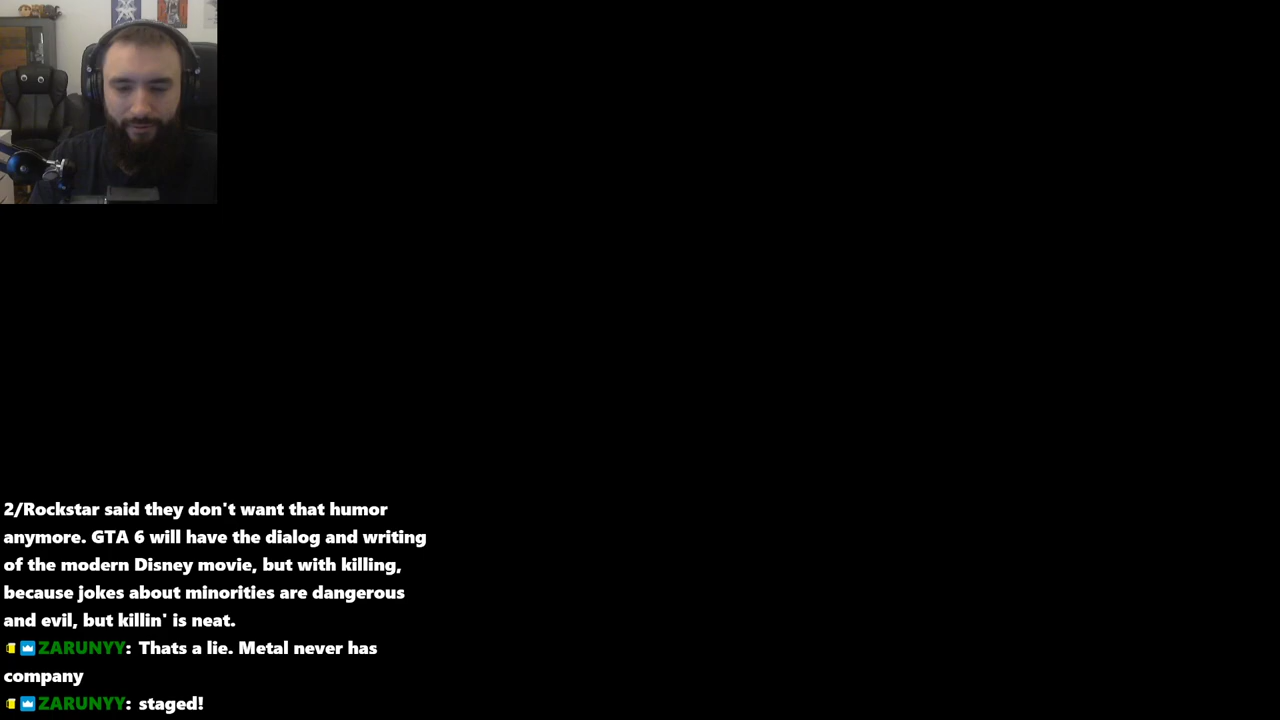 2/Rockstar said they don't want that humor
anymore. GTA 6 will have the dialog and writing
of the modern Disney movie, but with killing,
because jokes about minorities are dangerous
and evil, but killin' is neat.
ZARUNYY: Thats a lie. Metal never has
company
ZARUNYY: staged!